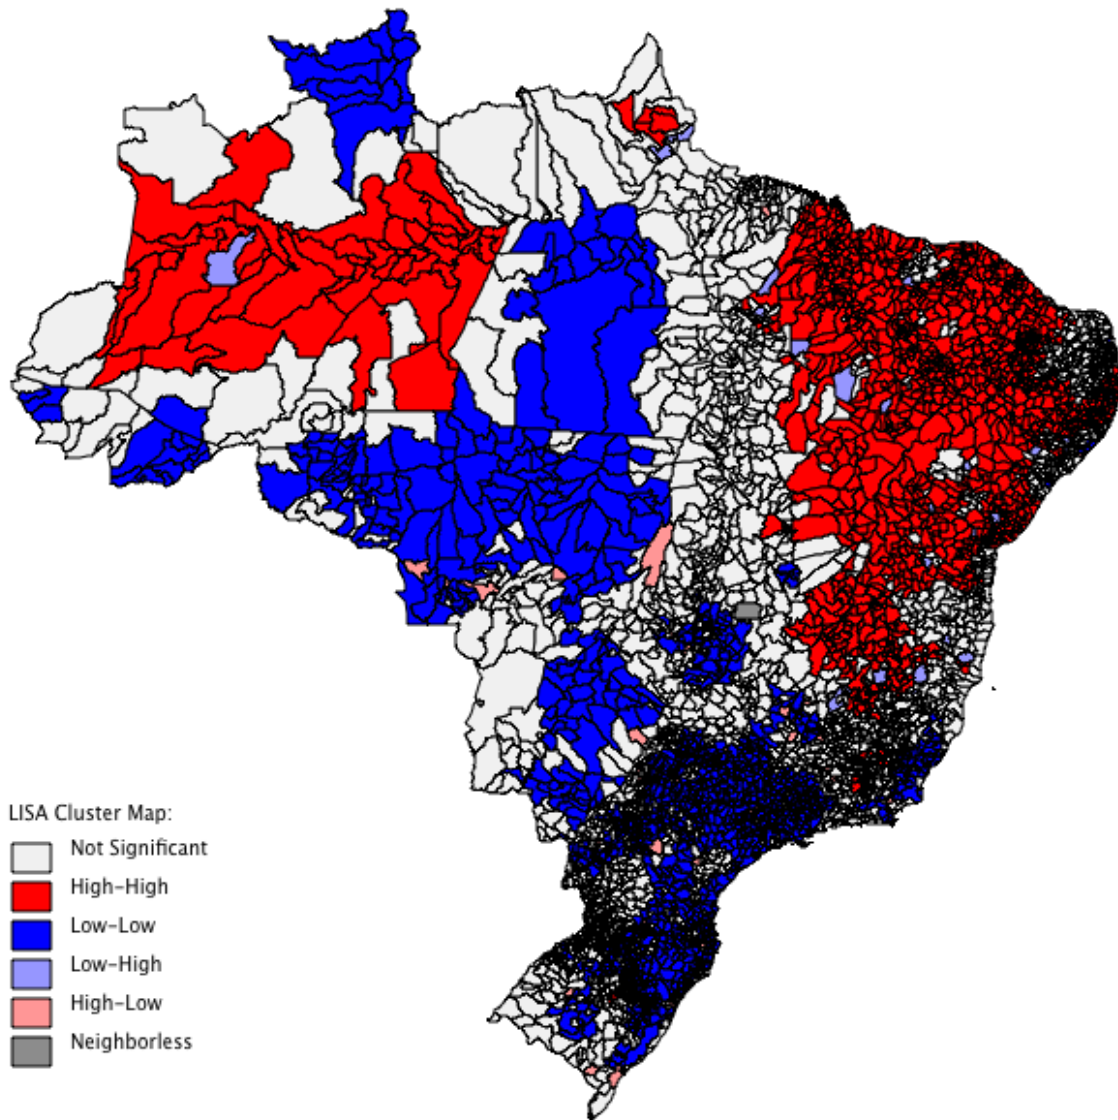 LISA Cluster Map:
Not Significant
High-High
Low-Low
Low-High
High-Low
Neighborless